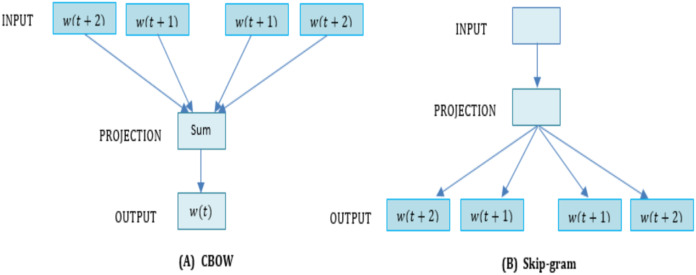 INPUT w(t + 2) w(t + 1) w(t + 1) w(t + 2)
PROJECTION Sum
OUTPUT w(t)
(A) CBOW
INPUT
PROJECTION
OUTPUT w(t + 2) w(t + 1) w(t + 1) w(t + 2)
(B) Skip-gram